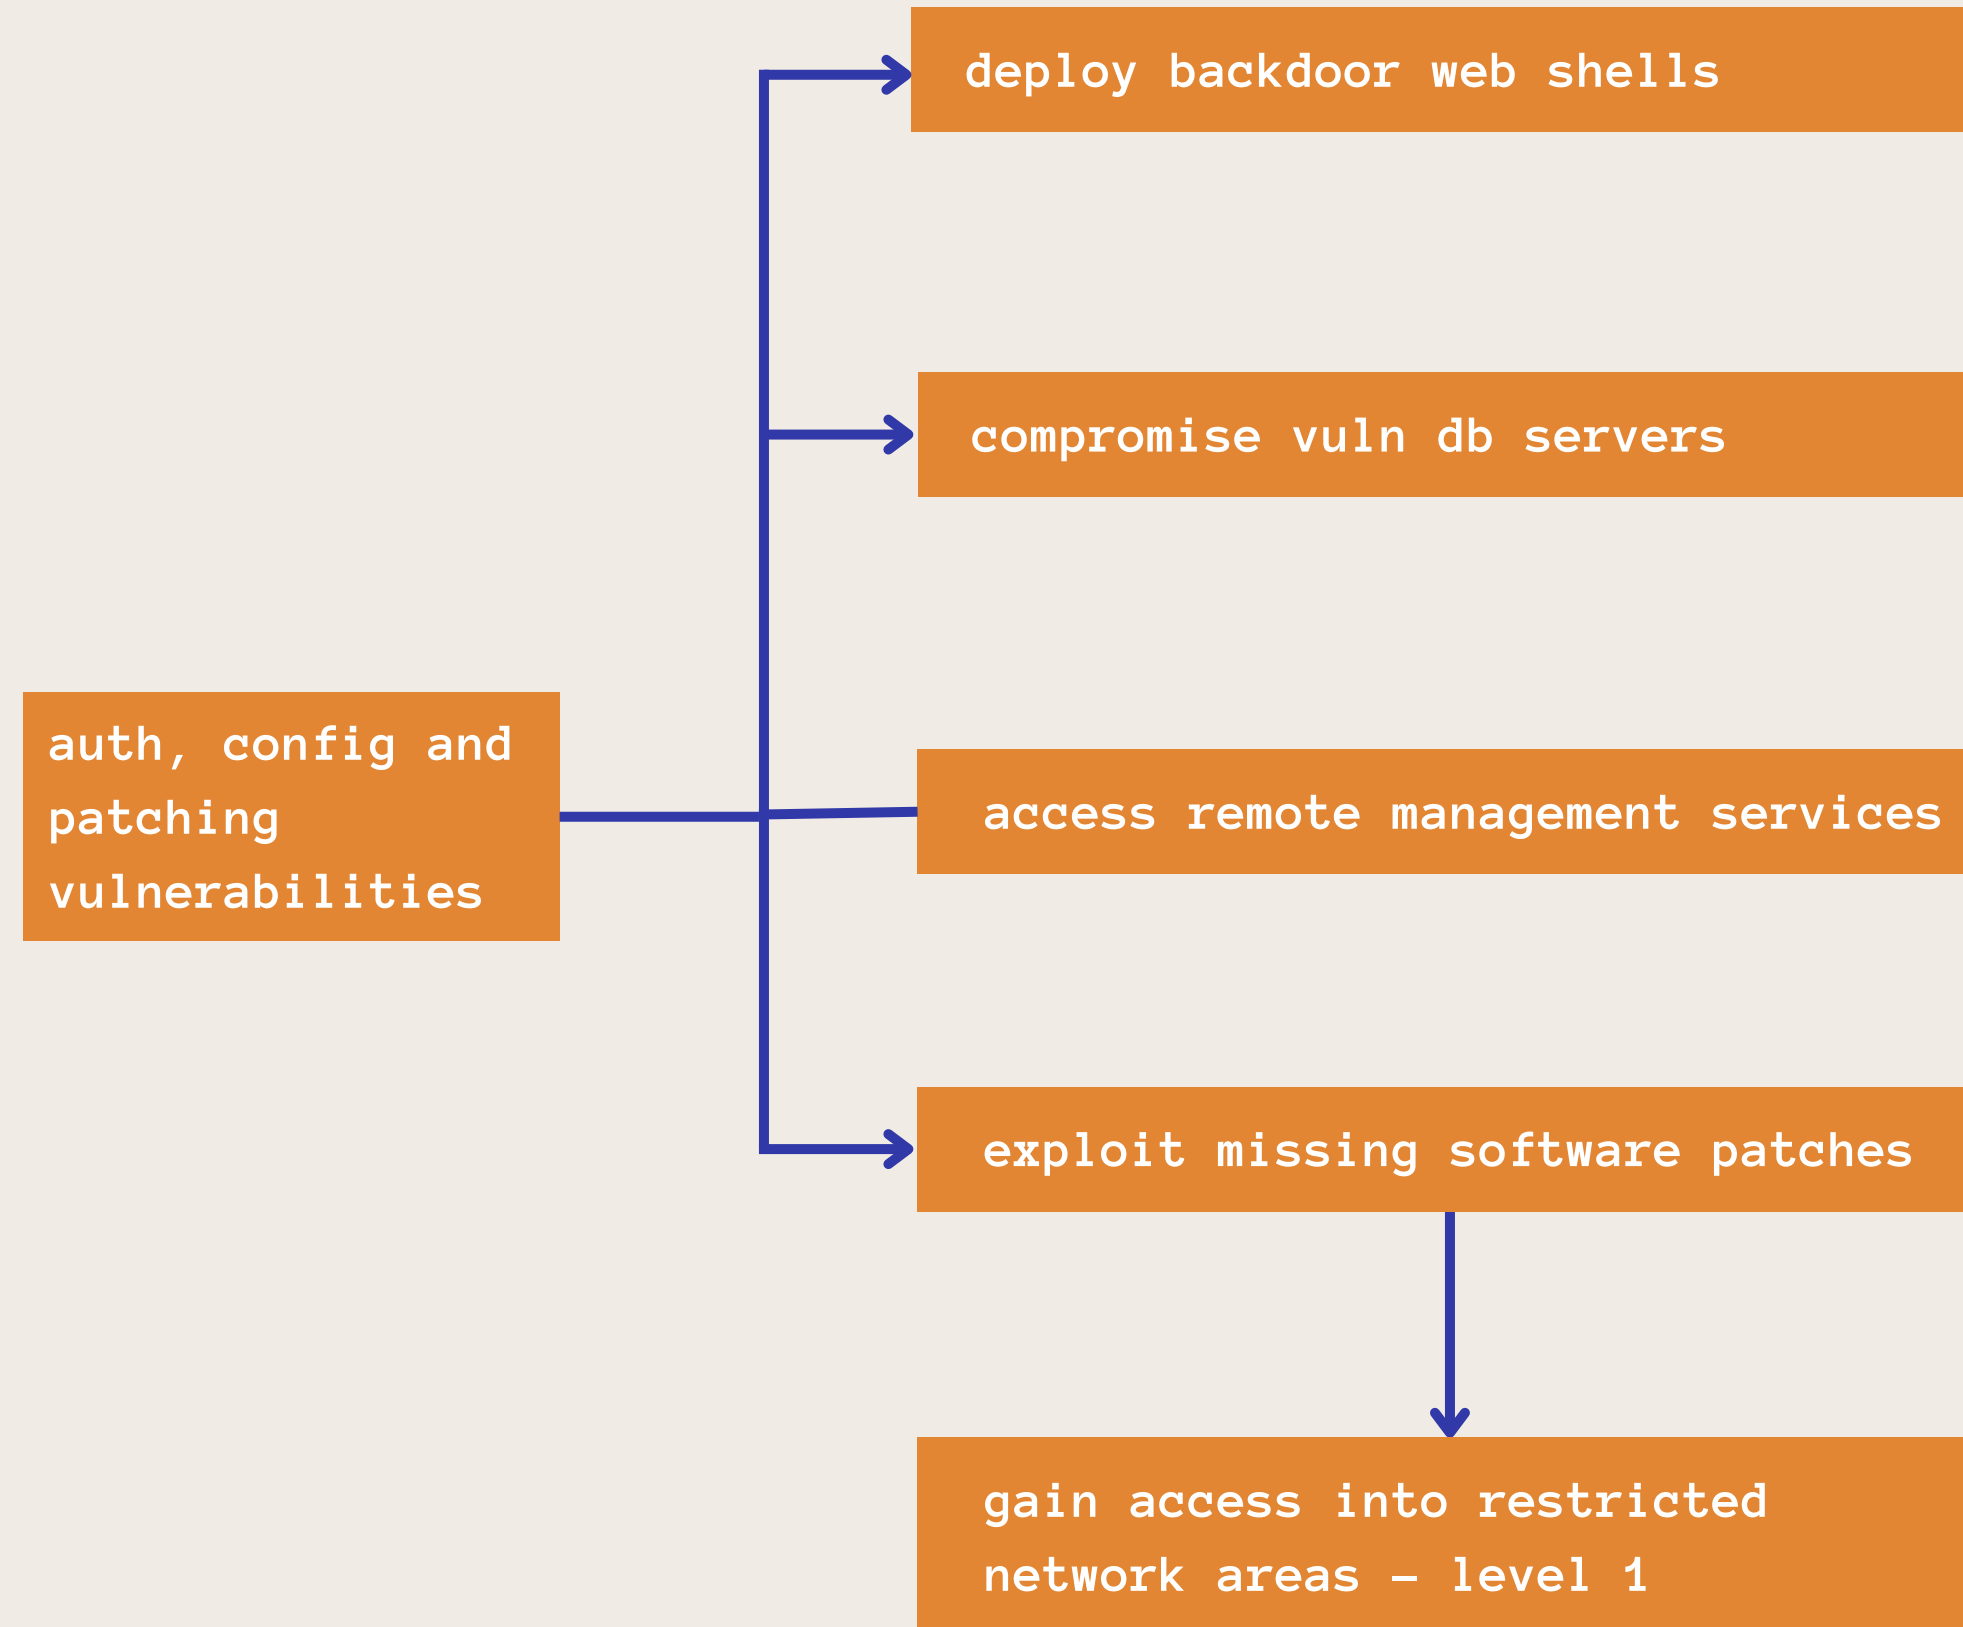 deploy backdoor web shells
compromise vuln db servers
auth, config and
patching
vulnerabilities
access remote management services
exploit missing software patches
gain access into restricted
network areas – level 1